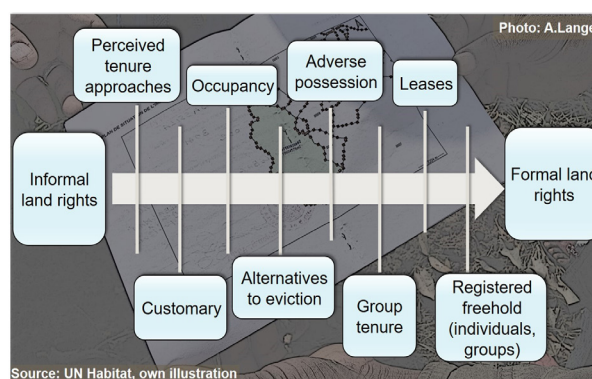 Photo: A.Lange
Perceived
tenure
approaches
Occupancy
Adverse
possession
Leases
Informal
land rights
Formal land
rights
Customary
Alternatives
to eviction
Group
tenure
Registered
freehold
(individuals,
groups)
Source: UN Habitat, own illustration